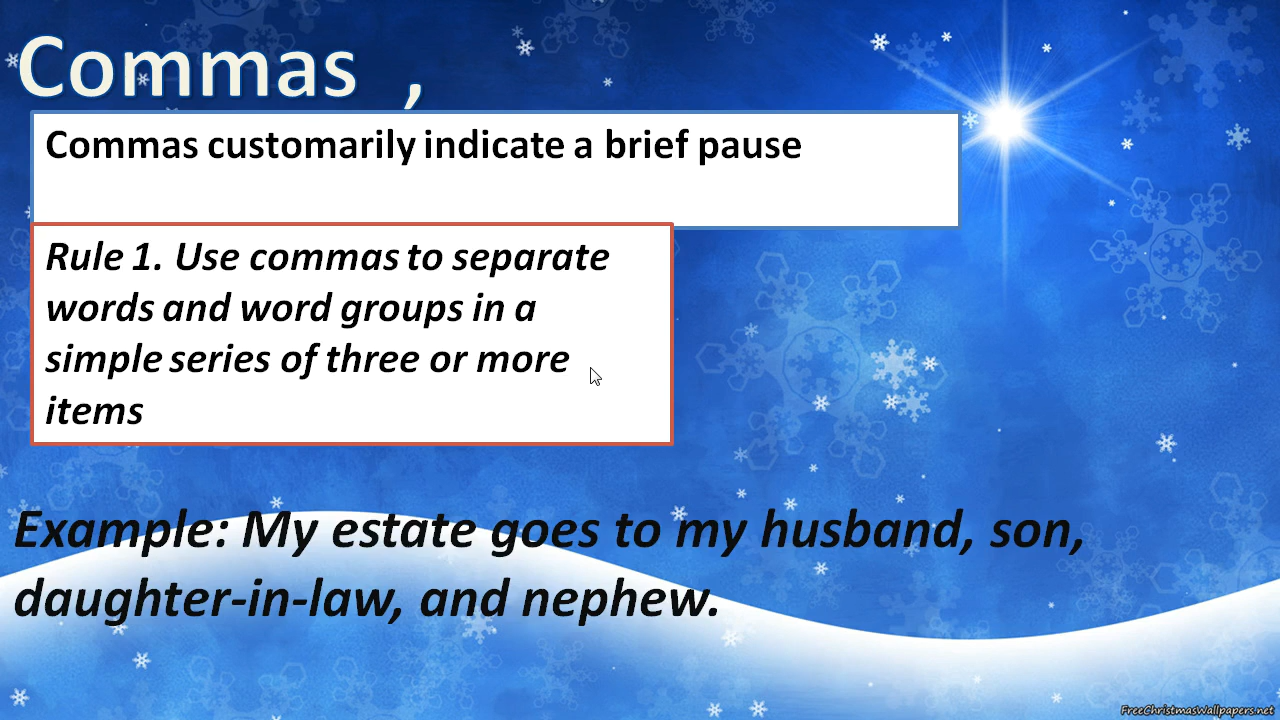 Commas ,
Commas customarily indicate a brief pause
Rule 1. Use commas to separate
words and word groups in a
simple series of three or more
items
Example: My estate goes to my husband, son,
daughter-in-law, and nephew.
FreeChristmasWallpapers.net